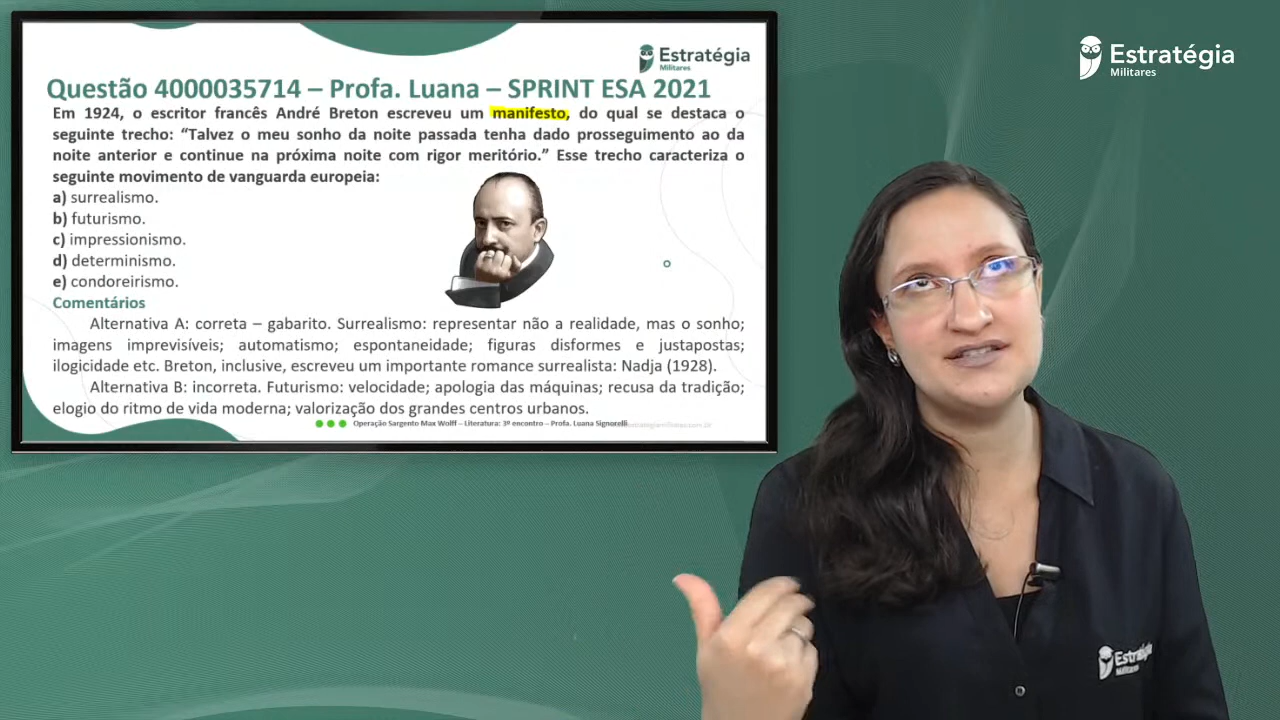 Estratégia
Militares
Questão 4000035714 – Profa. Luana – SPRINT ESA 2021
Em 1924, o escritor francês André Breton escreveu um manifesto, do qual se destaca o
seguinte trecho: “Talvez o meu sonho da noite passada tenha dado prosseguimento ao da
noite anterior e continue na próxima noite com rigor meritório.” Esse trecho caracteriza o
seguinte movimento de vanguarda europeia:
a) surrealismo.
b) futurismo.
c) impressionismo.
d) determinismo.
e) condoreirismo.
Comentários
Alternativa A: correta – gabarito. Surrealismo: representar não a realidade, mas o sonho;
imagens imprevisíveis; automatismo; espontaneidade; figuras disformes e justapostas;
ilogicidade etc. Breton, inclusive, escreveu um importante romance surrealista: Nadja (1928).
Alternativa B: incorreta. Futurismo: velocidade; apologia das máquinas; recusa da tradição;
elogio do ritmo de vida moderna; valorização dos grandes centros urbanos.
Operação Sargento Max Wolff – Literatura: 3º encontro – Profa. Luana Signorelli
Estratégia
Militares
Estratégia
Militares